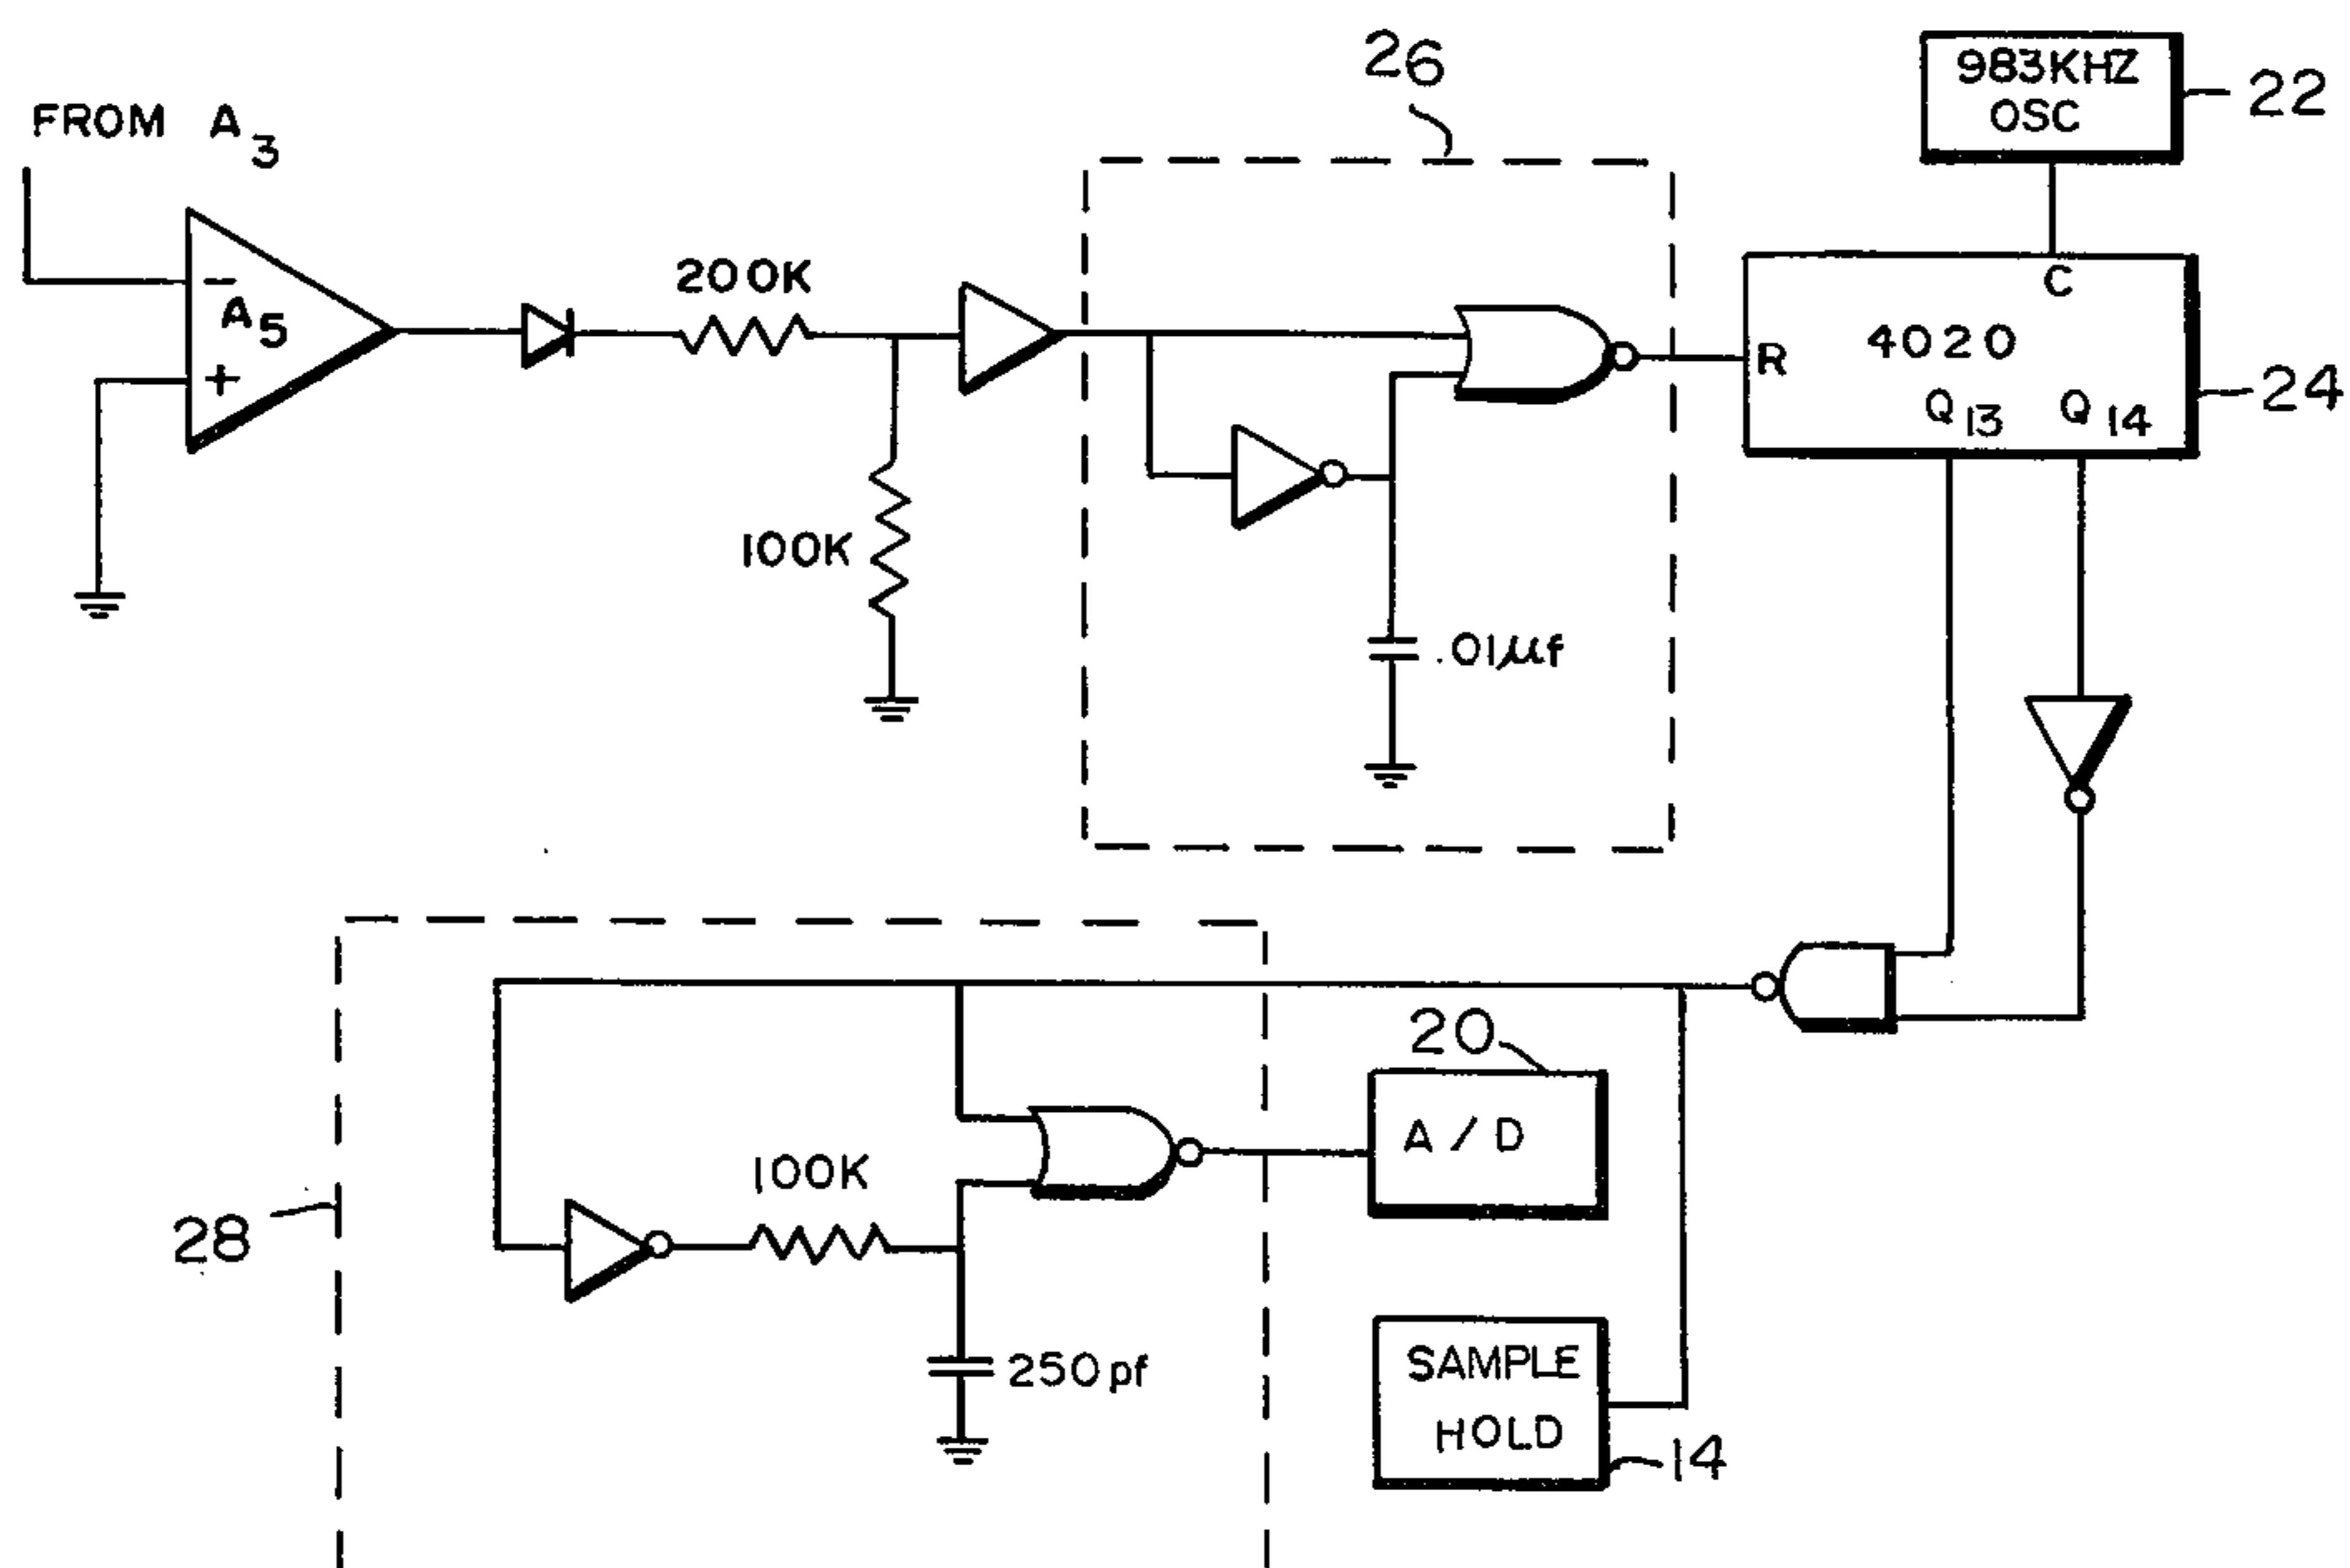 26
983KHZ
OSC
22
FROM A3
200K
−
A5
+
C
4020
R
Q13 Q14
24
100K
.01μf
20
A/D
100K
28
250pf
SAMPLE
HOLD
14